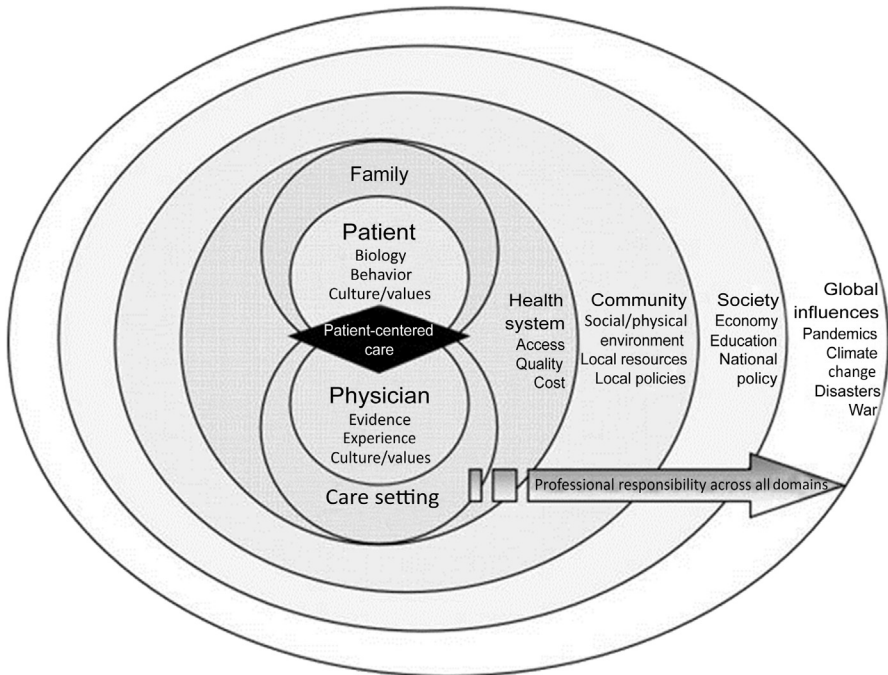 Family
Patient
Biology
Behavior
Culture/values
Patient-centered
care
Physician
Evidence
Experience
Culture/values
Care setting
Health
system
Access
Quality
Cost
Community
Social/physical
environment
Local resources
Local policies
Society
Economy
Education
National
policy
Global
influences
Pandemics
Climate
change
Disasters
War
Professional responsibility across all domains